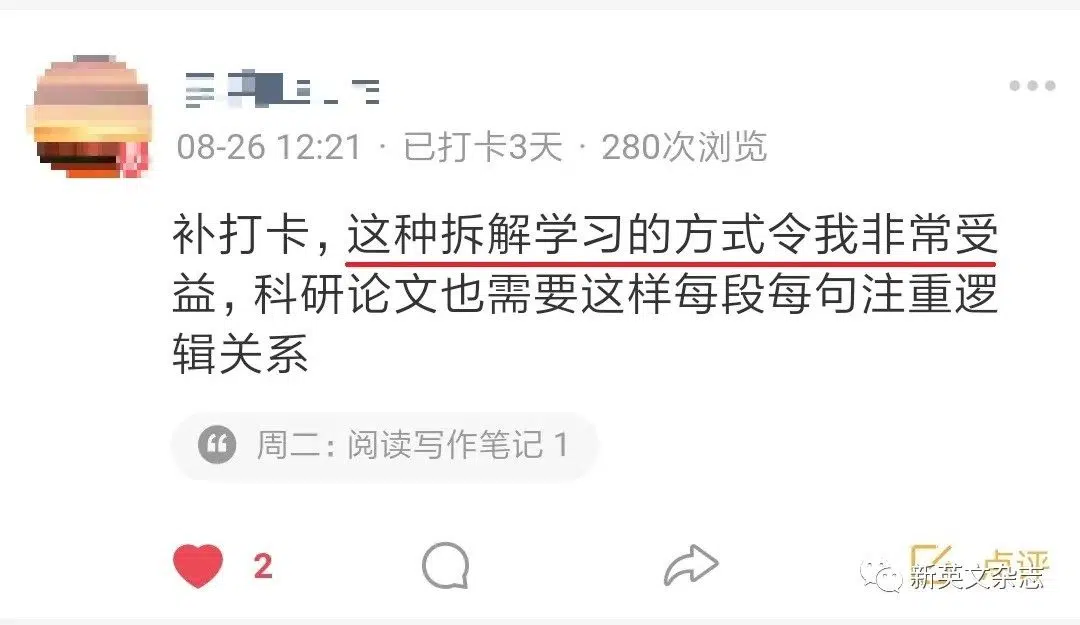 08-26 12:21 · 已打卡3天 · 280次浏览
补打卡，这种拆解学习的方式令我非常受
益，科研论文也需要这样每段每句注重逻
辑关系
周二：阅读写作笔记 1
2
点评
新英文杂志